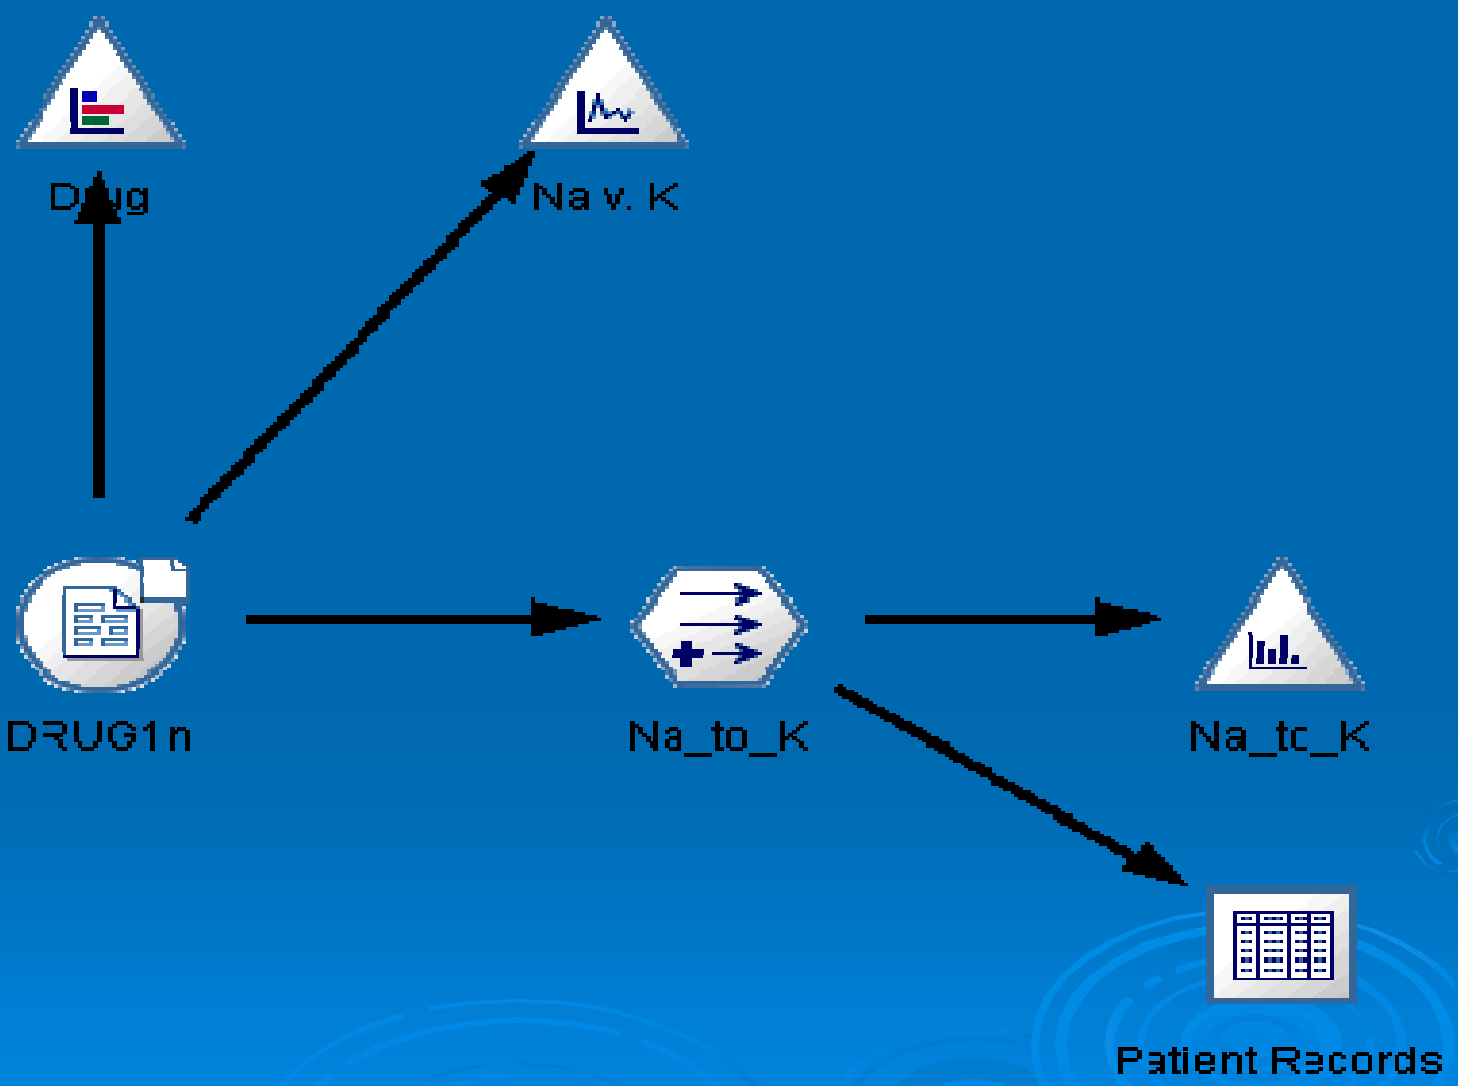 Drug
Na v. K
DRUG1n
Na_to_K
Na_to_K
Patient Records